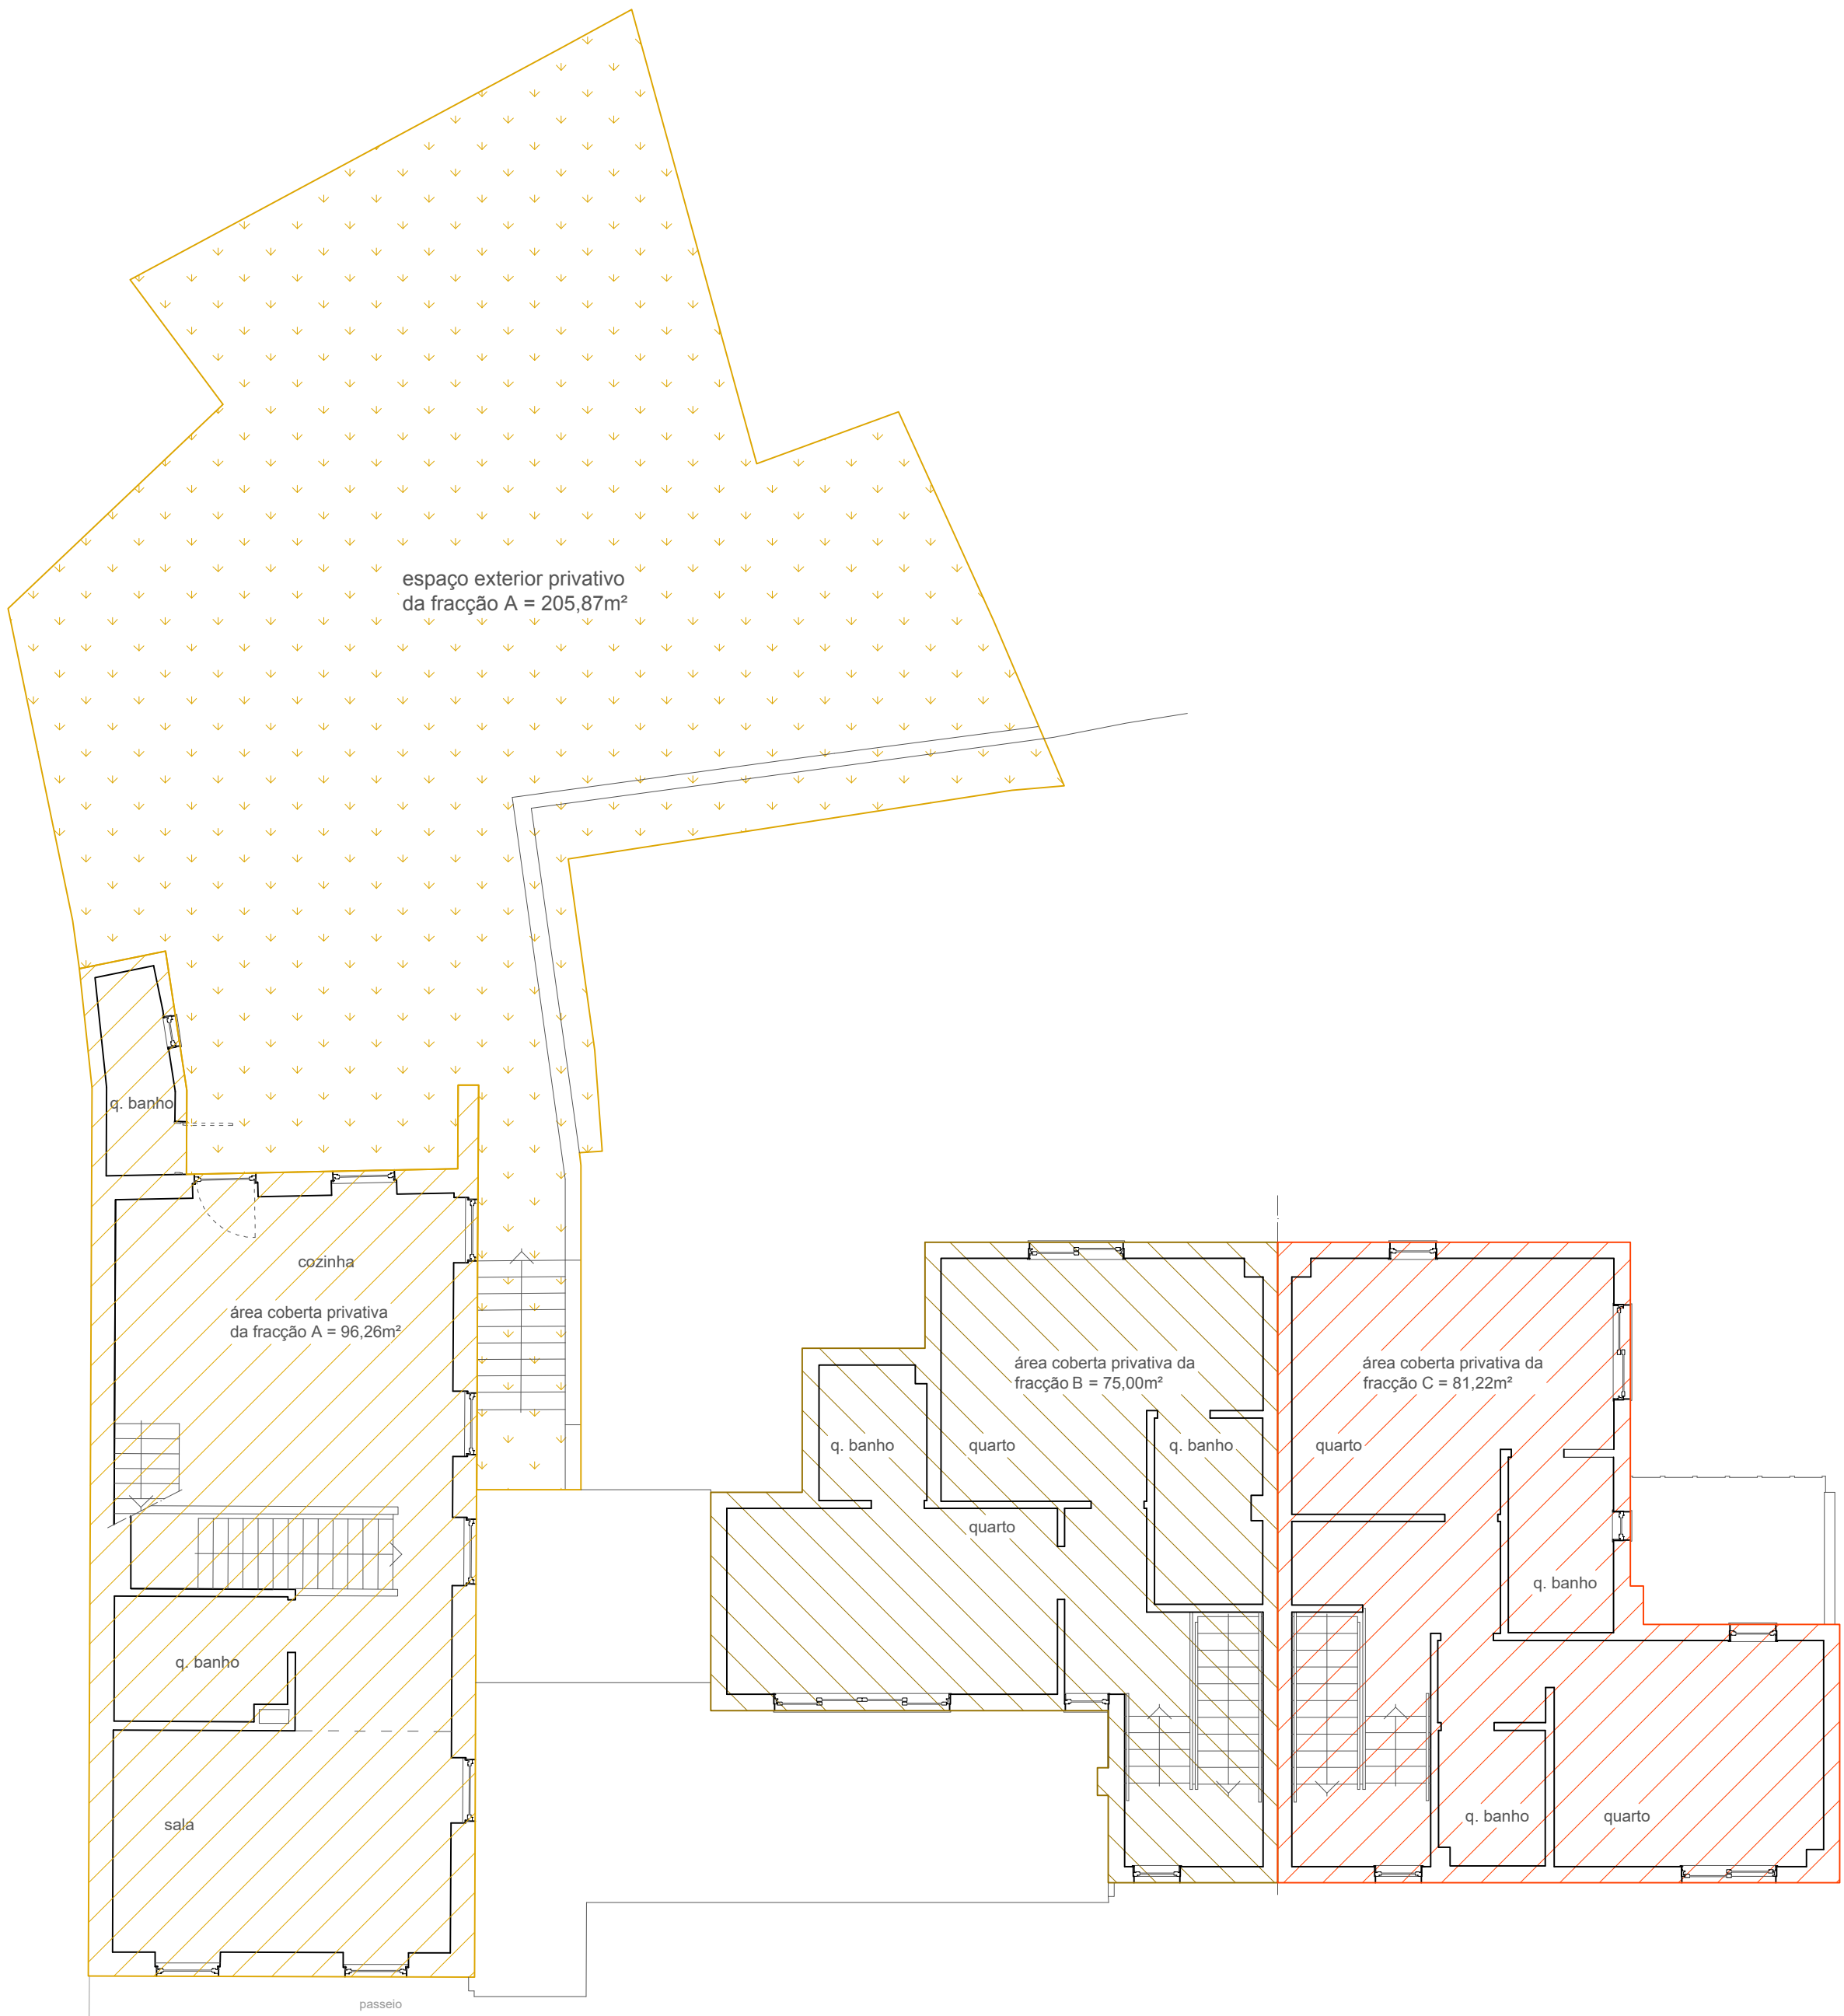 espaço exterior privativo
da fracção A = 205,87m²
q. banho
cozinha
área coberta privativa
da fracção A = 96,26m²
área coberta privativa da
fracção B = 75,00m²
área coberta privativa da
fracção C = 81,22m²
q. banho
quarto
q. banho
quarto
quarto
q. banho
q. banho
sala
q. banho
quarto
passeio